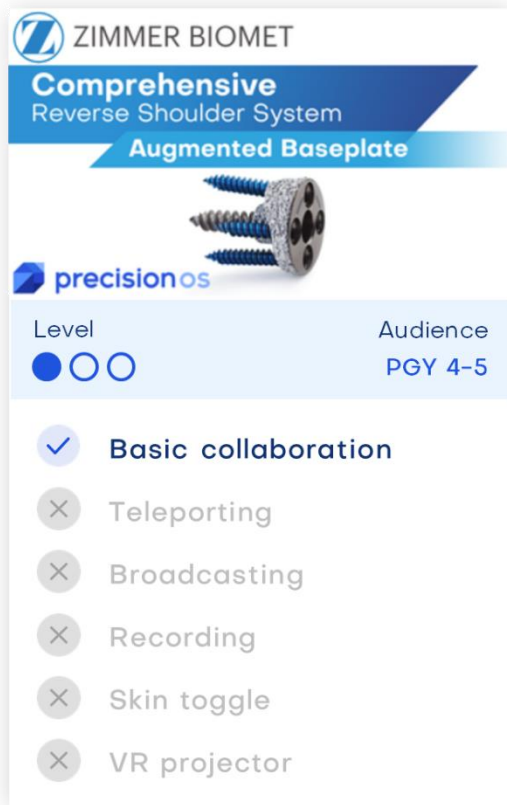 ZIMMER BIOMET
Comprehensive
Reverse Shoulder System
Augmented Baseplate
precisionos
Level Audience
PGY 4-5
Basic collaboration
Teleporting
Broadcasting
Recording
Skin toggle
VR projector